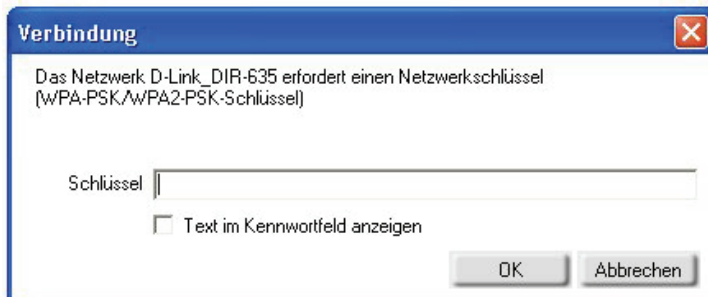 Verbindung
Das Netzwerk D-Link_DIR-635 erfordert einen Netzwerkschlüssel
(WPA-PSK/WPA2-PSK-Schlüssel)
Schlüssel
Text im Kennwortfeld anzeigen
OK Abbrechen